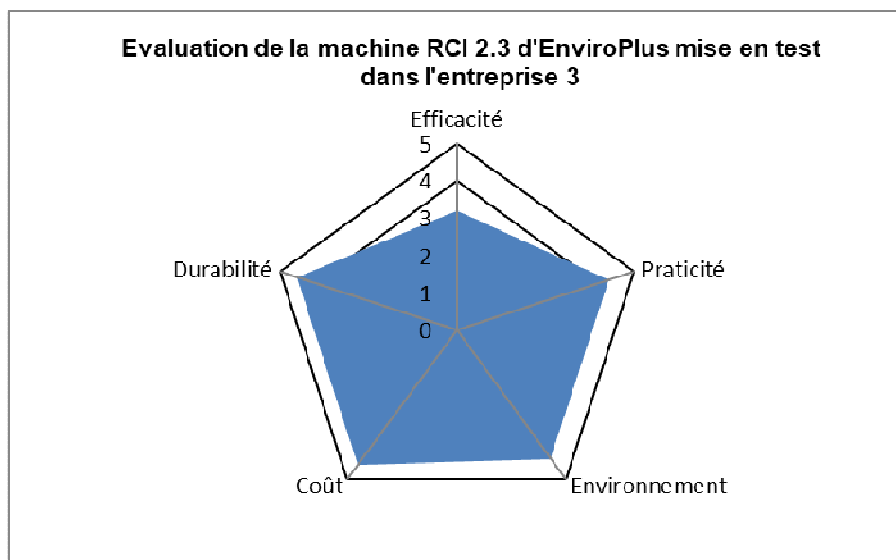 Evaluation de la machine RCI 2.3 d'EnviroPlus mise en test
dans l'entreprise 3
Efficacité
5
4
3
2
1
0
Durabilité
Praticité
Coût
Environnement